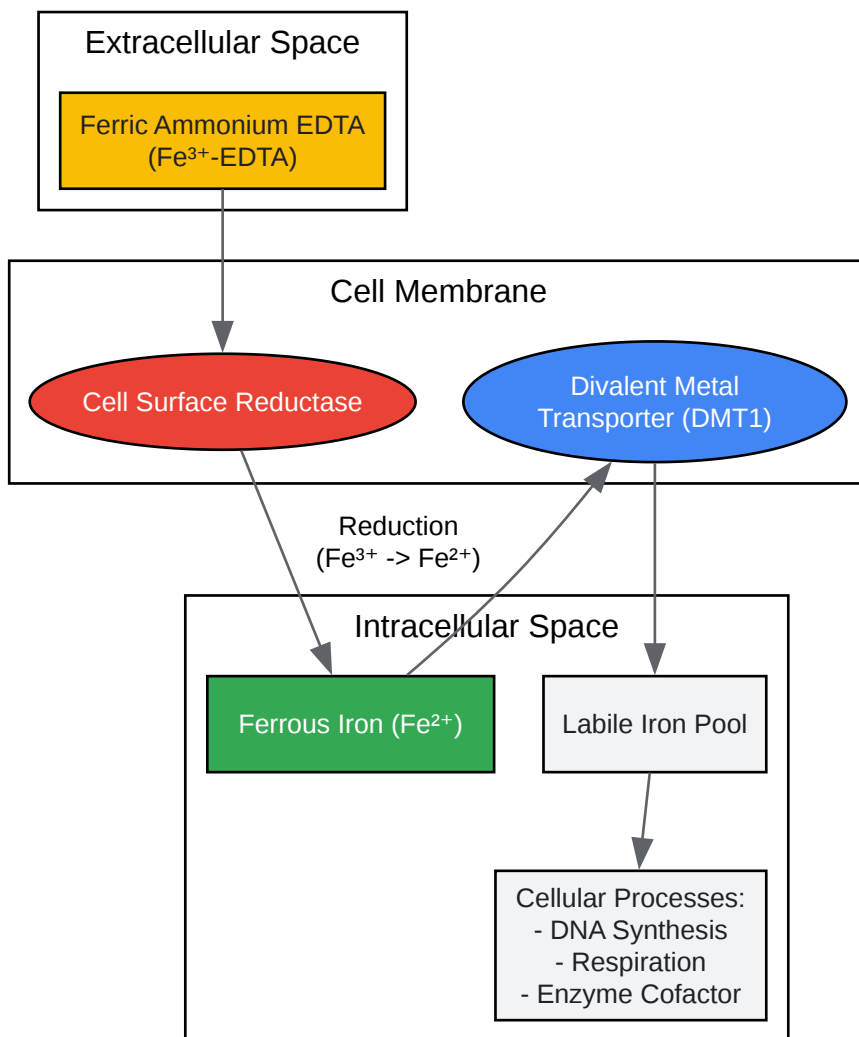 Extracellular Space
Ferric Ammonium EDTA
(Fe³⁺-EDTA)
Cell Membrane
Cell Surface Reductase
Divalent Metal
Transporter (DMT1)
Reduction
(Fe³⁺ -> Fe²⁺)
Intracellular Space
Ferrous Iron (Fe²⁺)
Labile Iron Pool
Cellular Processes:
- DNA Synthesis
- Respiration
- Enzyme Cofactor